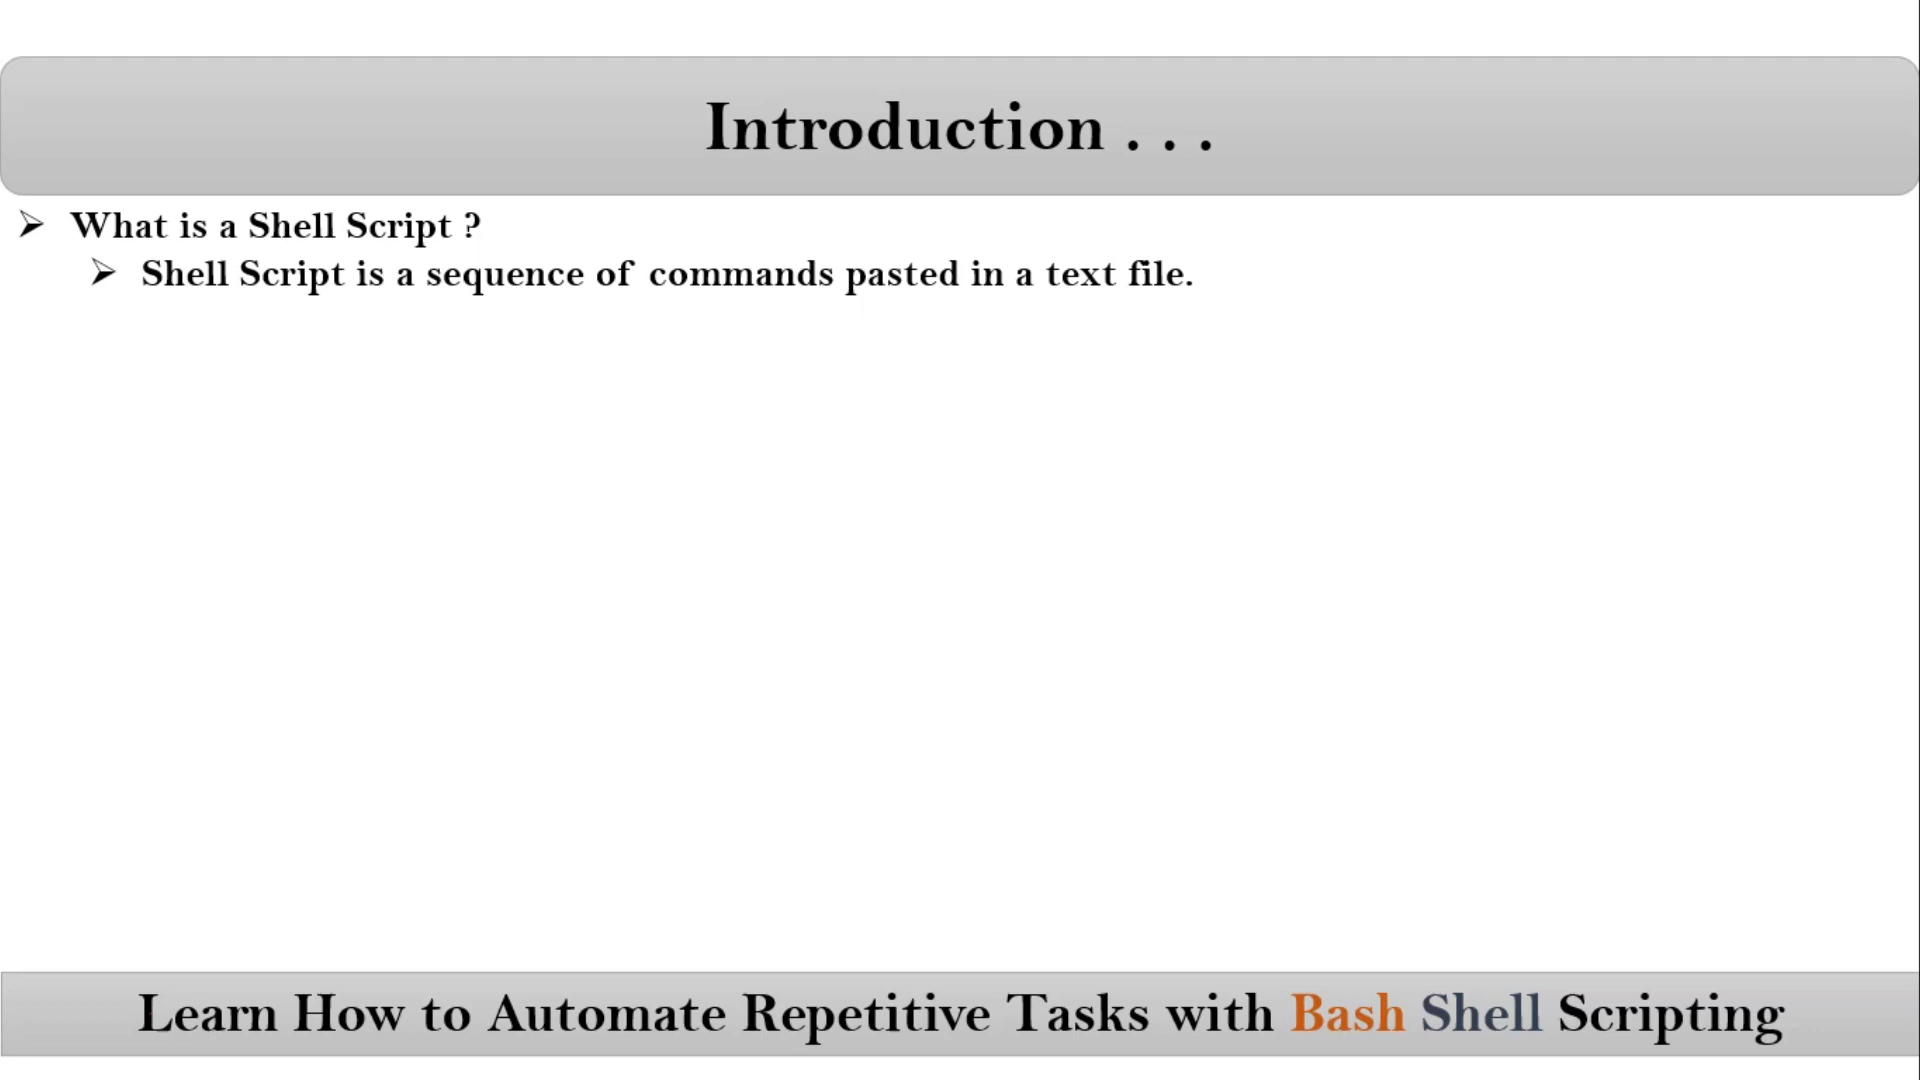 Introduction . . .
What is a Shell Script ?
Shell Script is a sequence of commands pasted in a text file.
Learn How to Automate Repetitive Tasks with Bash Shell Scripting